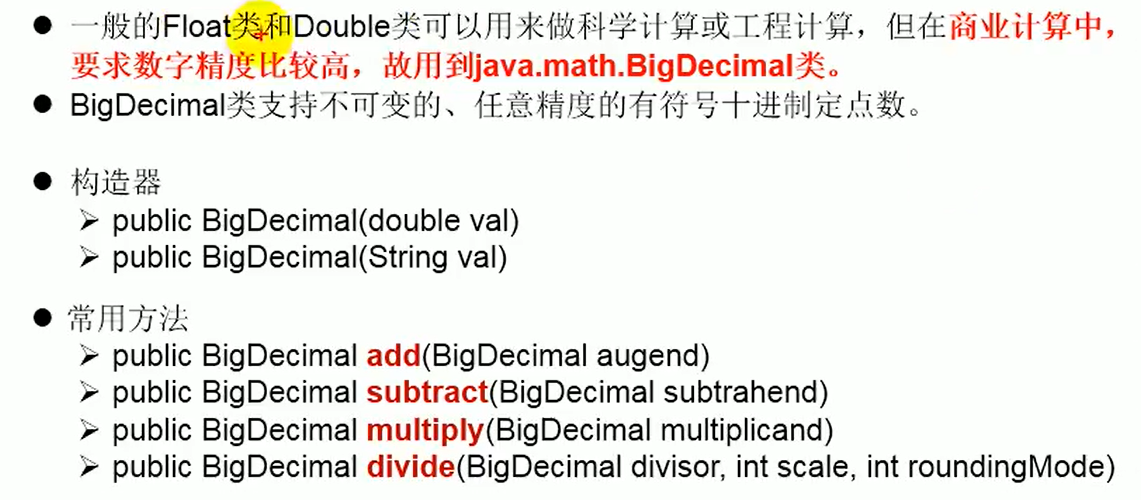 ● 一般的Float类和Double类可以用来做科学计算或工程计算，但在商业计算中，
要求数字精度比较高，故用到java.math.BigDecimal类。
● BigDecimal类支持不可变的、任意精度的有符号十进制定点数。
● 构造器
➢ public BigDecimal(double val)
➢ public BigDecimal(String val)
● 常用方法
➢ public BigDecimal add(BigDecimal augend)
➢ public BigDecimal subtract(BigDecimal subtrahend)
➢ public BigDecimal multiply(BigDecimal multiplicand)
➢ public BigDecimal divide(BigDecimal divisor, int scale, int roundingMode)